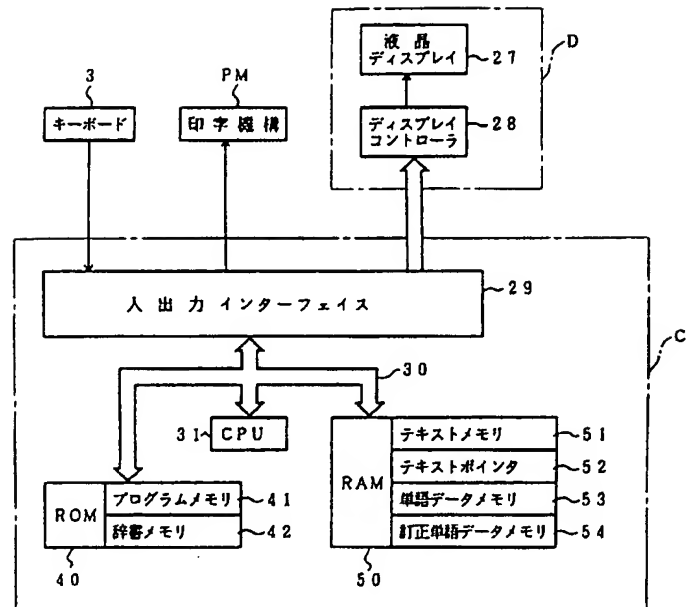 液晶
ディスプレイ
27
D
3
PM
キーボード
印字機構
ディスプレイ
コントローラ
28
入出力インターフェイス
29
C
30
31
CPU
RAM
テキストメモリ
51
テキストポインタ
52
単語データメモリ
53
訂正単語データメモリ
54
ROM
プログラムメモリ
41
辞書メモリ
42
40
50